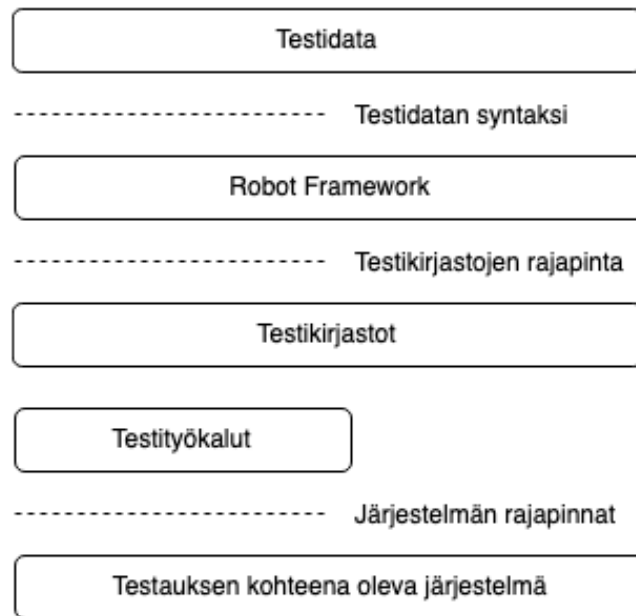 Testidata
Testidatan syntaksi
Robot Framework
Testikirjastojen rajapinta
Testikirjastot
Testityökalut
Järjestelmän rajapinnat
Testauksen kohteena oleva järjestelmä